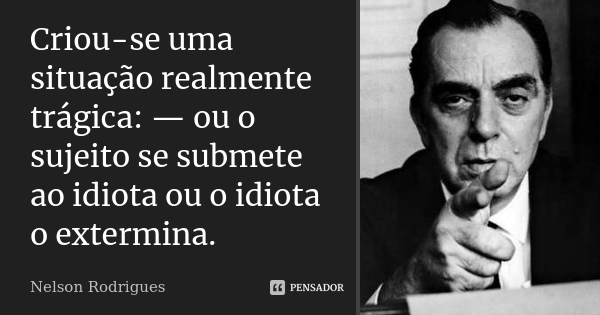 Criou-se uma
situação realmente
trágica: — ou o
sujeito se submete
ao idiota ou o idiota
o extermina.
Nelson Rodrigues
PENSADOR